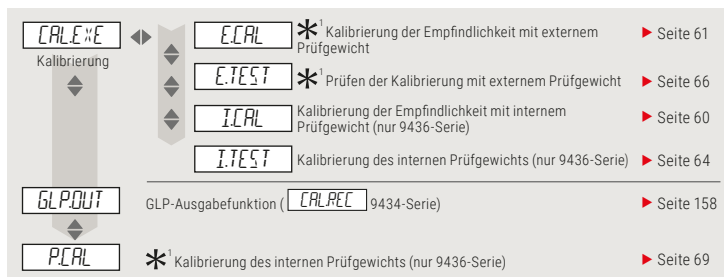 CAL.EXE
Kalibrierung
E.CAL
*¹ Kalibrierung der Empfindlichkeit mit externem
Prüfgewicht
▶ Seite 61
E.TEST
*¹ Prüfen der Kalibrierung mit externem Prüfgewicht
▶ Seite 66
I.CAL
Kalibrierung der Empfindlichkeit mit internem
Prüfgewicht (nur 9436-Serie)
▶ Seite 60
I.TEST
Kalibrierung des internen Prüfgewichts (nur 9436-Serie)
▶ Seite 64
GLP.OUT
GLP-Ausgabefunktion ( CAL.REC 9434-Serie)
▶ Seite 158
P.CAL
*¹ Kalibrierung des internen Prüfgewichts (nur 9436-Serie)
▶ Seite 69